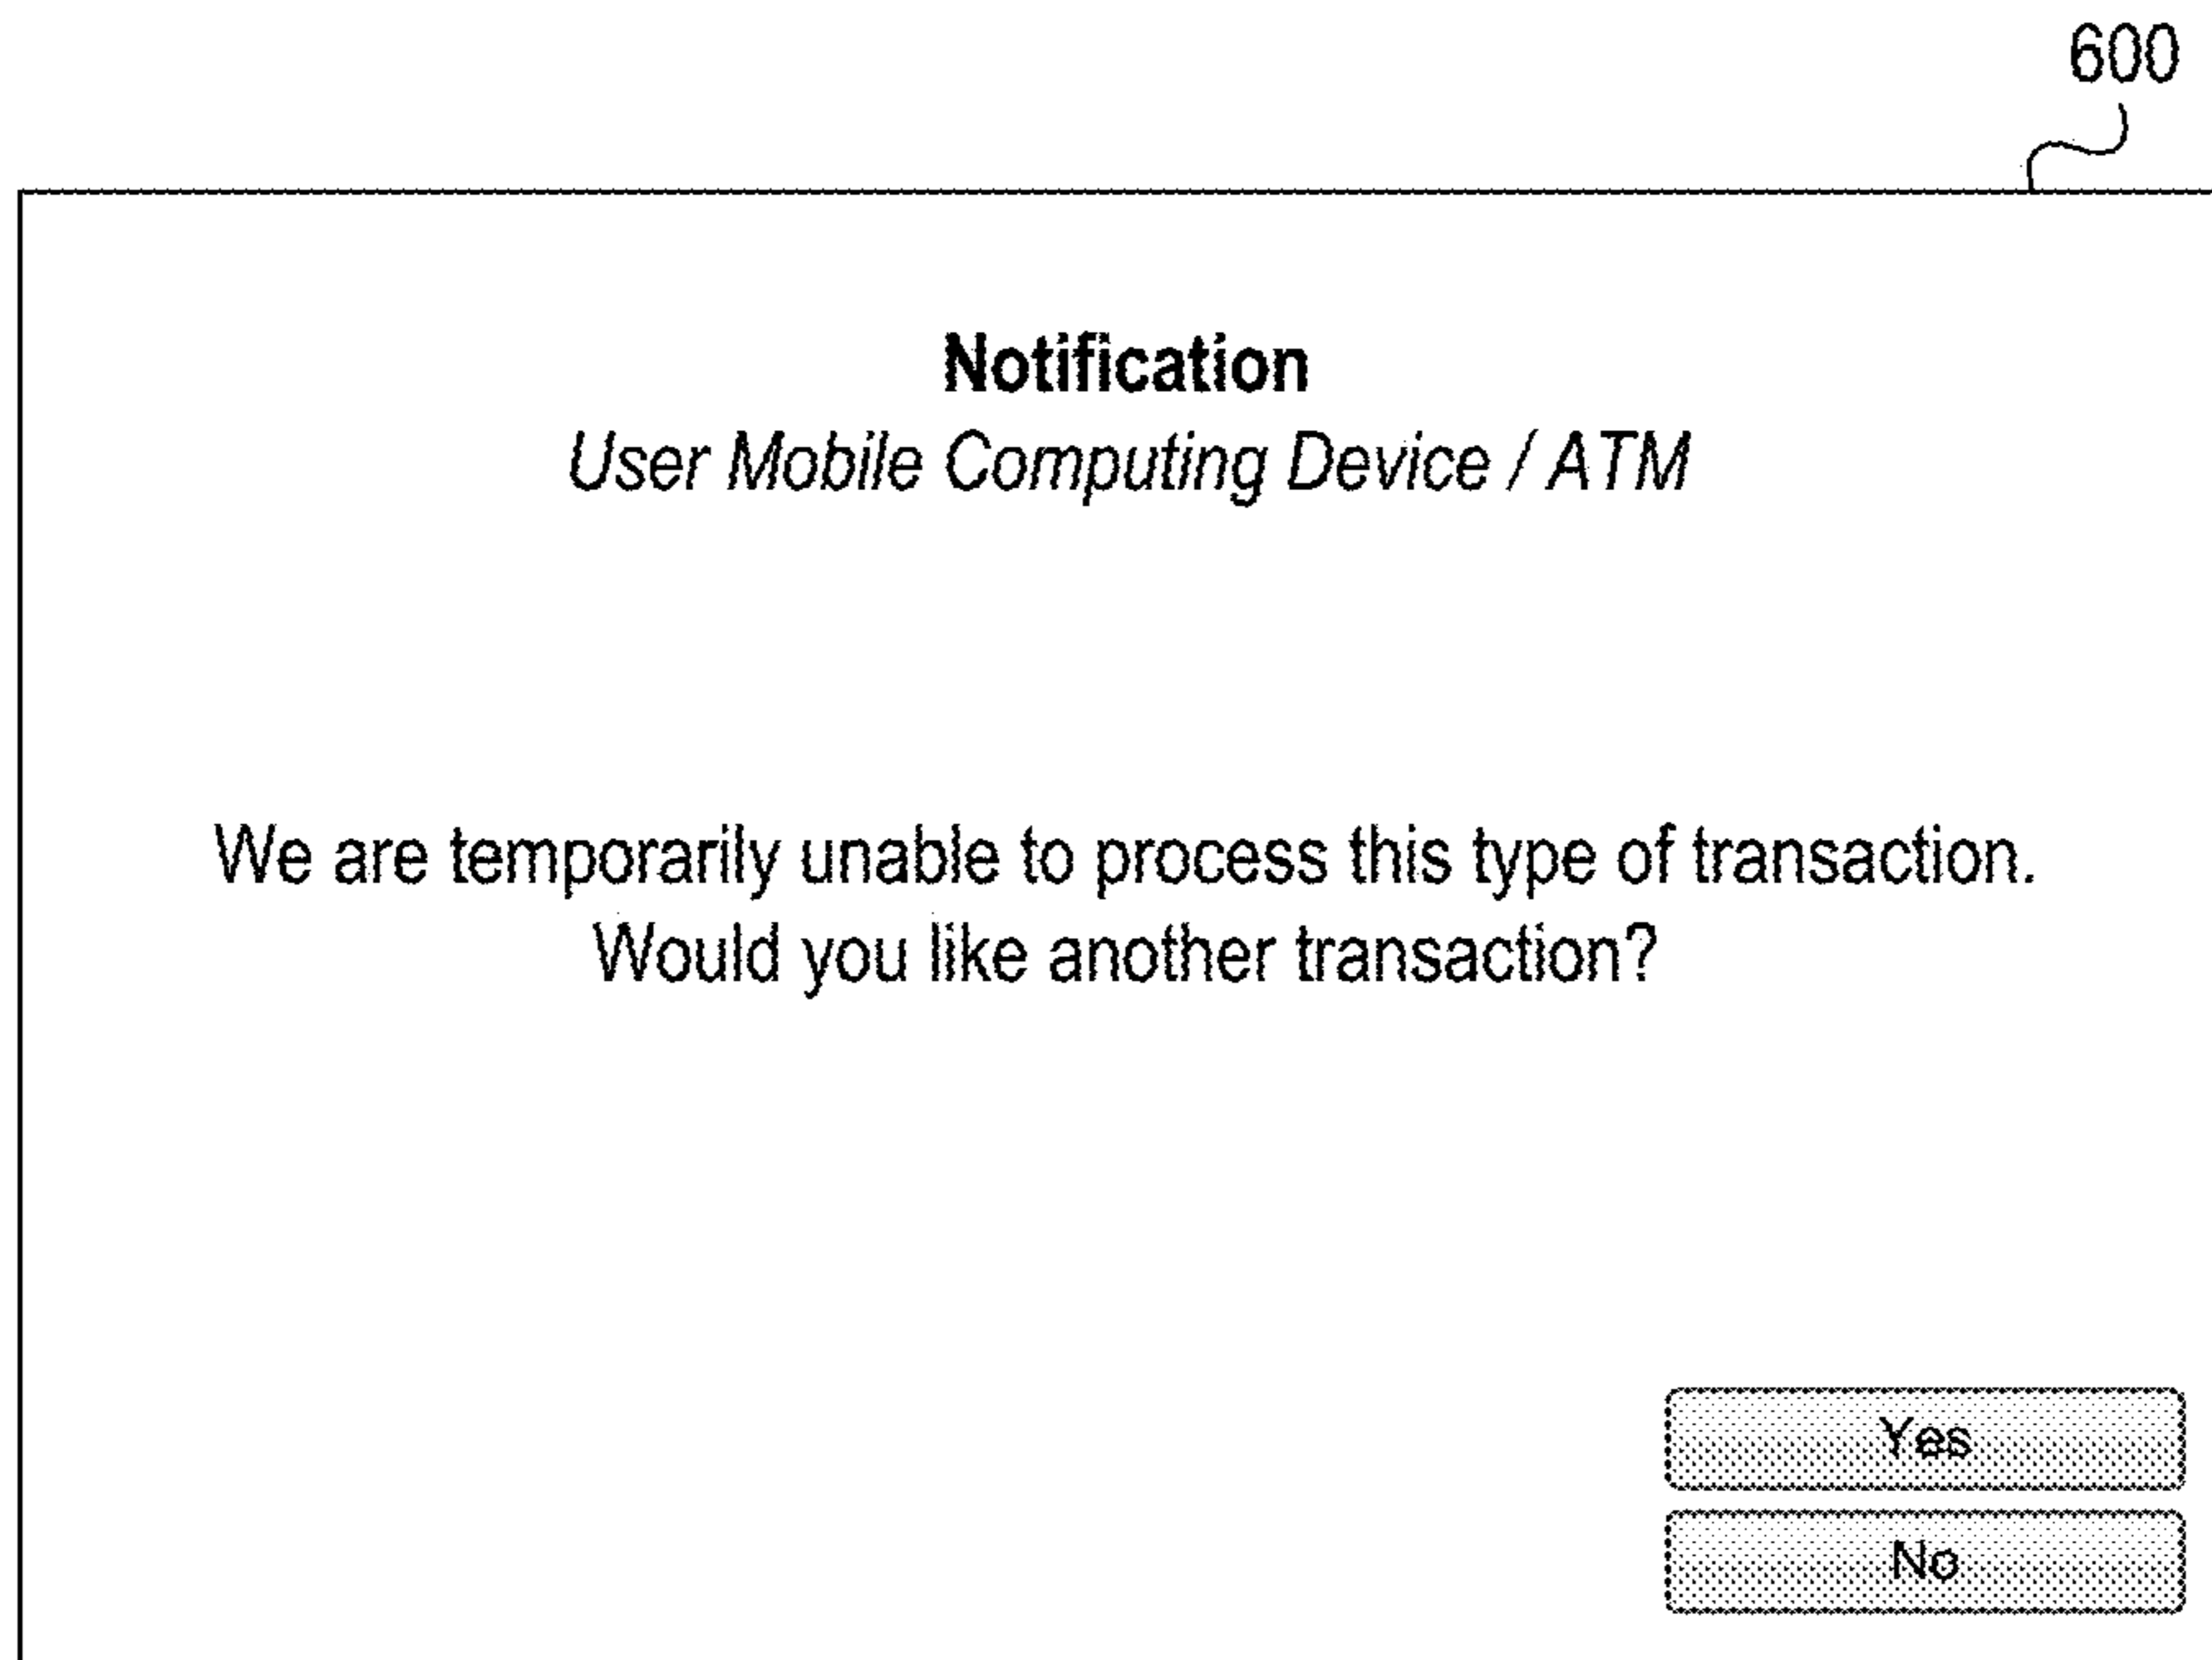 600
Notification
User Mobile Computing Device / ATM
We are temporarily unable to process this type of transaction.
Would you like another transaction?
Yes
No